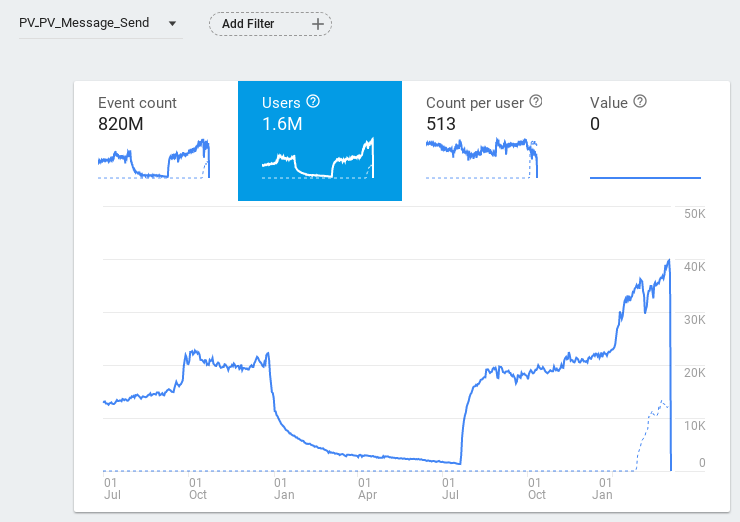 PV_PV_Message_Send
Add Filter
Event count
820M
Users
1.6M
Count per user
513
Value
0
50K
40K
30K
20K
10K
0
01 Jul
01 Oct
01 Jan
01 Apr
01 Jul
01 Oct
01 Jan